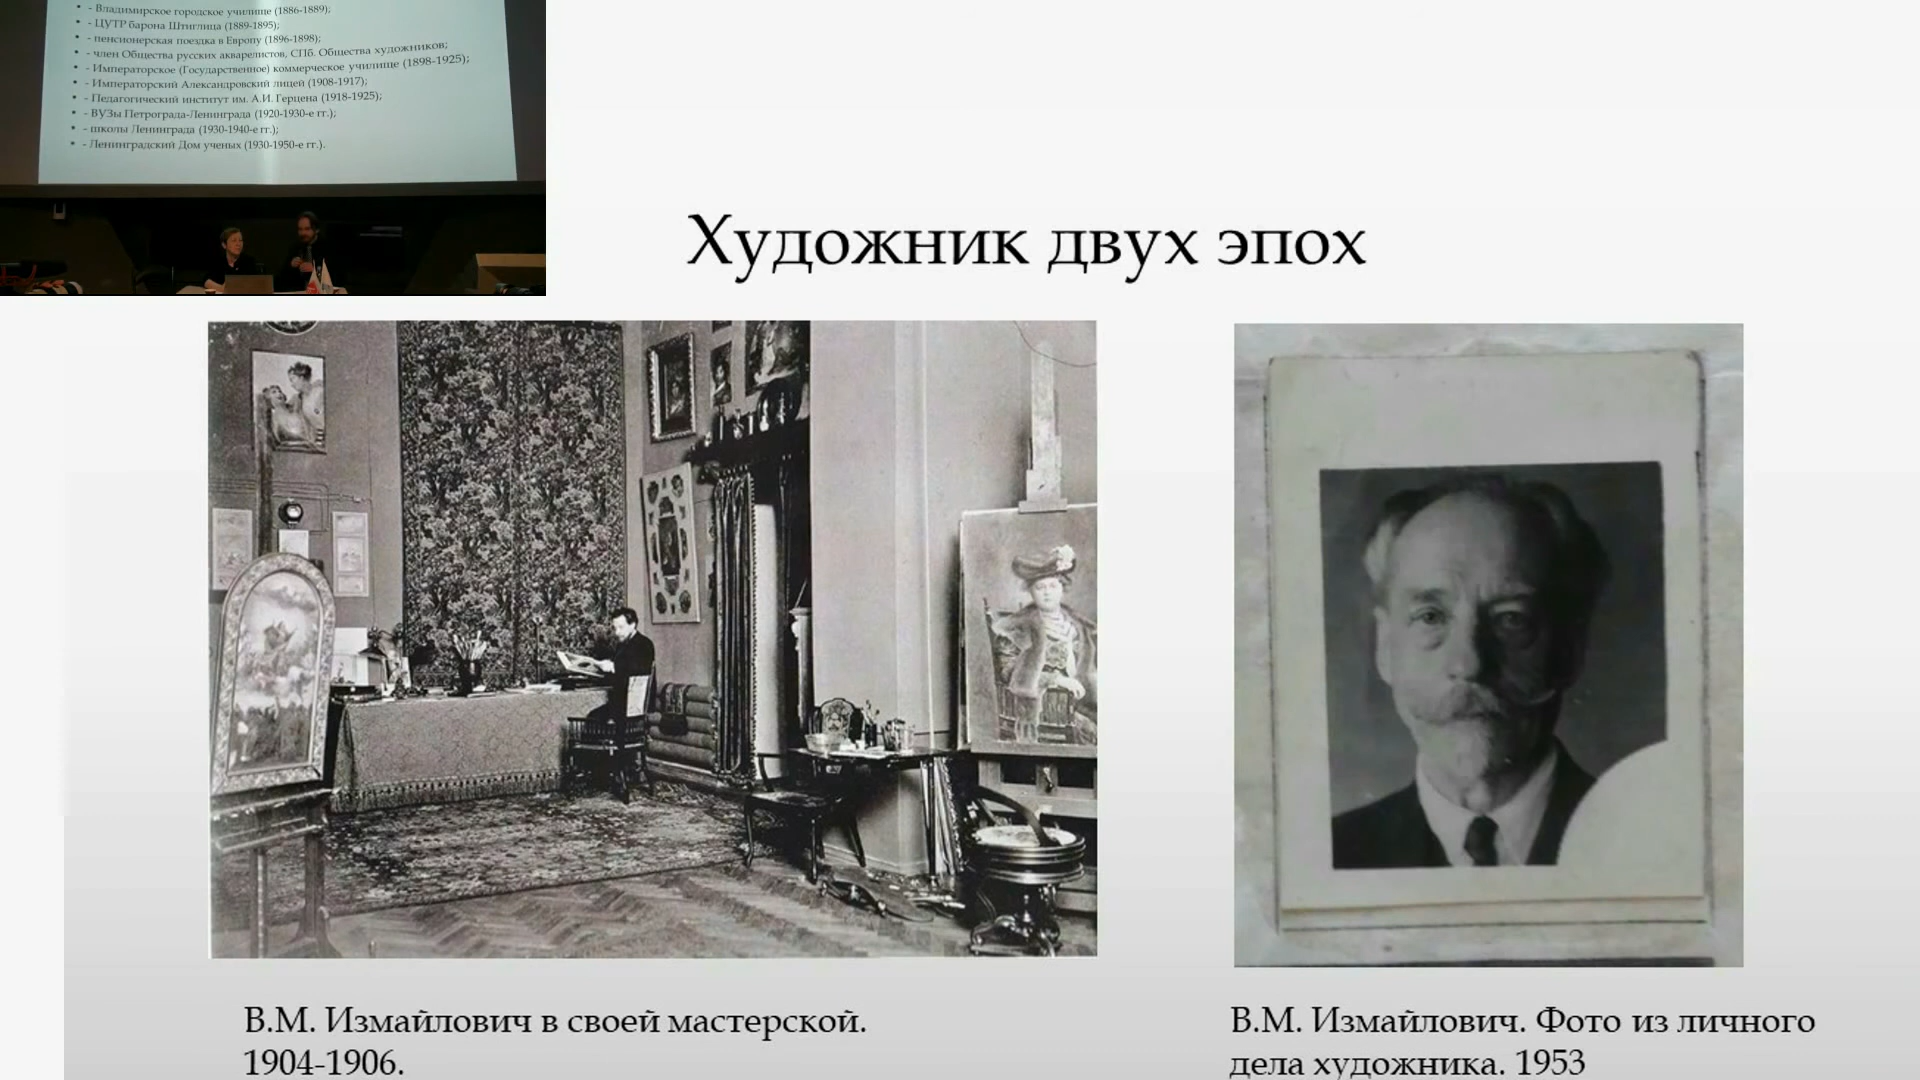 - Владимирское городское училище (1886-1889);
- ЦУТР барона Штиглица (1889-1895);
- пенсионерская поездка в Европу (1896-1898);
- член Общества русских акварелистов, СПб. Общества художников;
- Императорское (Государственное) коммерческое училище (1898-1925);
- Императорский Александровский лицей (1908-1917);
- Педагогический институт им. А.И. Герцена (1918-1925);
- ВУЗы Петрограда-Ленинграда (1920-1930-е гг.);
- школы Ленинграда (1930-1940-е гг.);
- Ленинградский Дом ученых (1930-1950-е гг.).
Художник двух эпох
В.М. Измайлович в своей мастерской.
1904-1906.
В.М. Измайлович. Фото из личного
дела художника. 1953